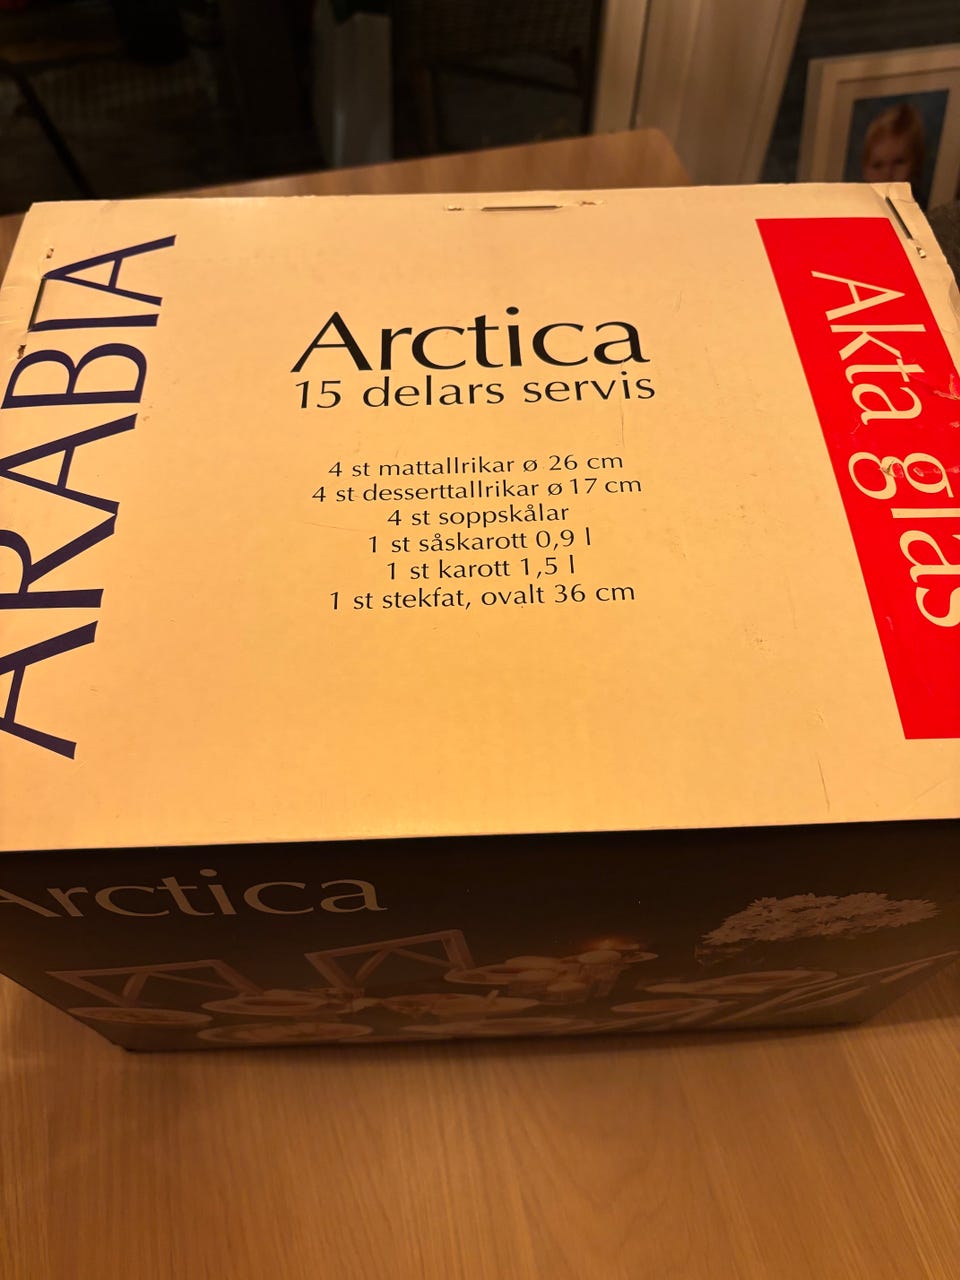 ARABIA
Arctica
15 delars servis
4 st mattallrikar ø 26 cm
4 st desserttallrikar ø 17 cm
4 st soppskålar
1 st såskarott 0,9 l
1 st karott 1,5 l
1 st stekfat, ovalt 36 cm
Akta glas
Arctica